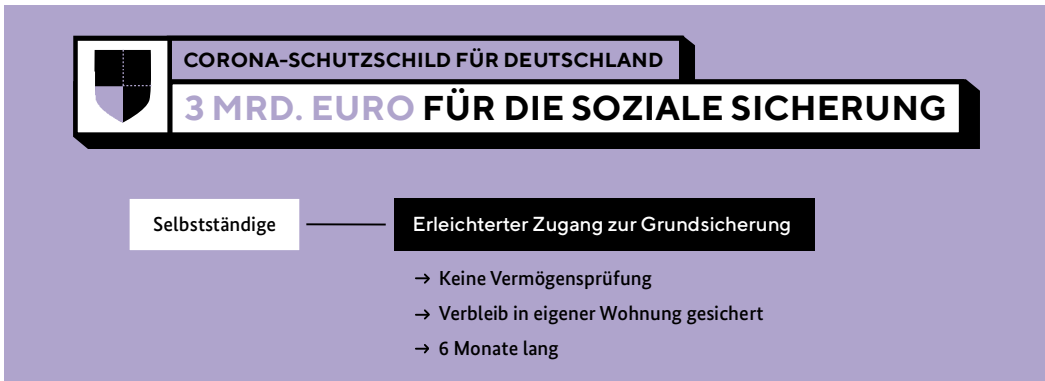 CORONA-SCHUTZSCHILD FÜR DEUTSCHLAND
3 MRD. EURO FÜR DIE SOZIALE SICHERUNG
Selbstständige
Erleichterter Zugang zur Grundsicherung
→ Keine Vermögensprüfung
→ Verbleib in eigener Wohnung gesichert
→ 6 Monate lang